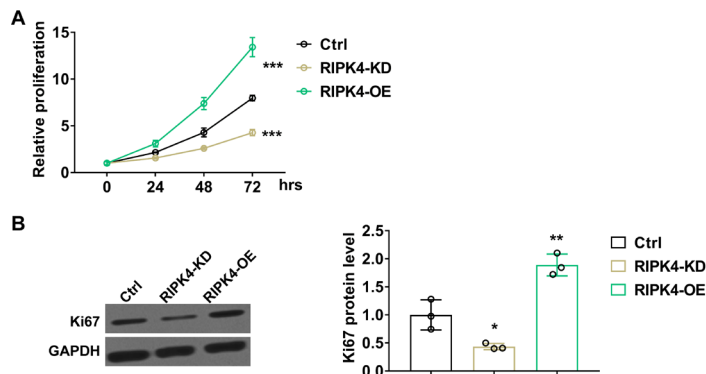 A
Relative proliferation
15
10
5
0
0 24 48 72 hrs
***
***
Ctrl
RIPK4-KD
RIPK4-OE
B
Ctrl RIPK4-KD RIPK4-OE
Ki67
GAPDH
Ki67 protein level
2.5
2.0
1.5
1.0
0.5
0.0
*
**
Ctrl
RIPK4-KD
RIPK4-OE